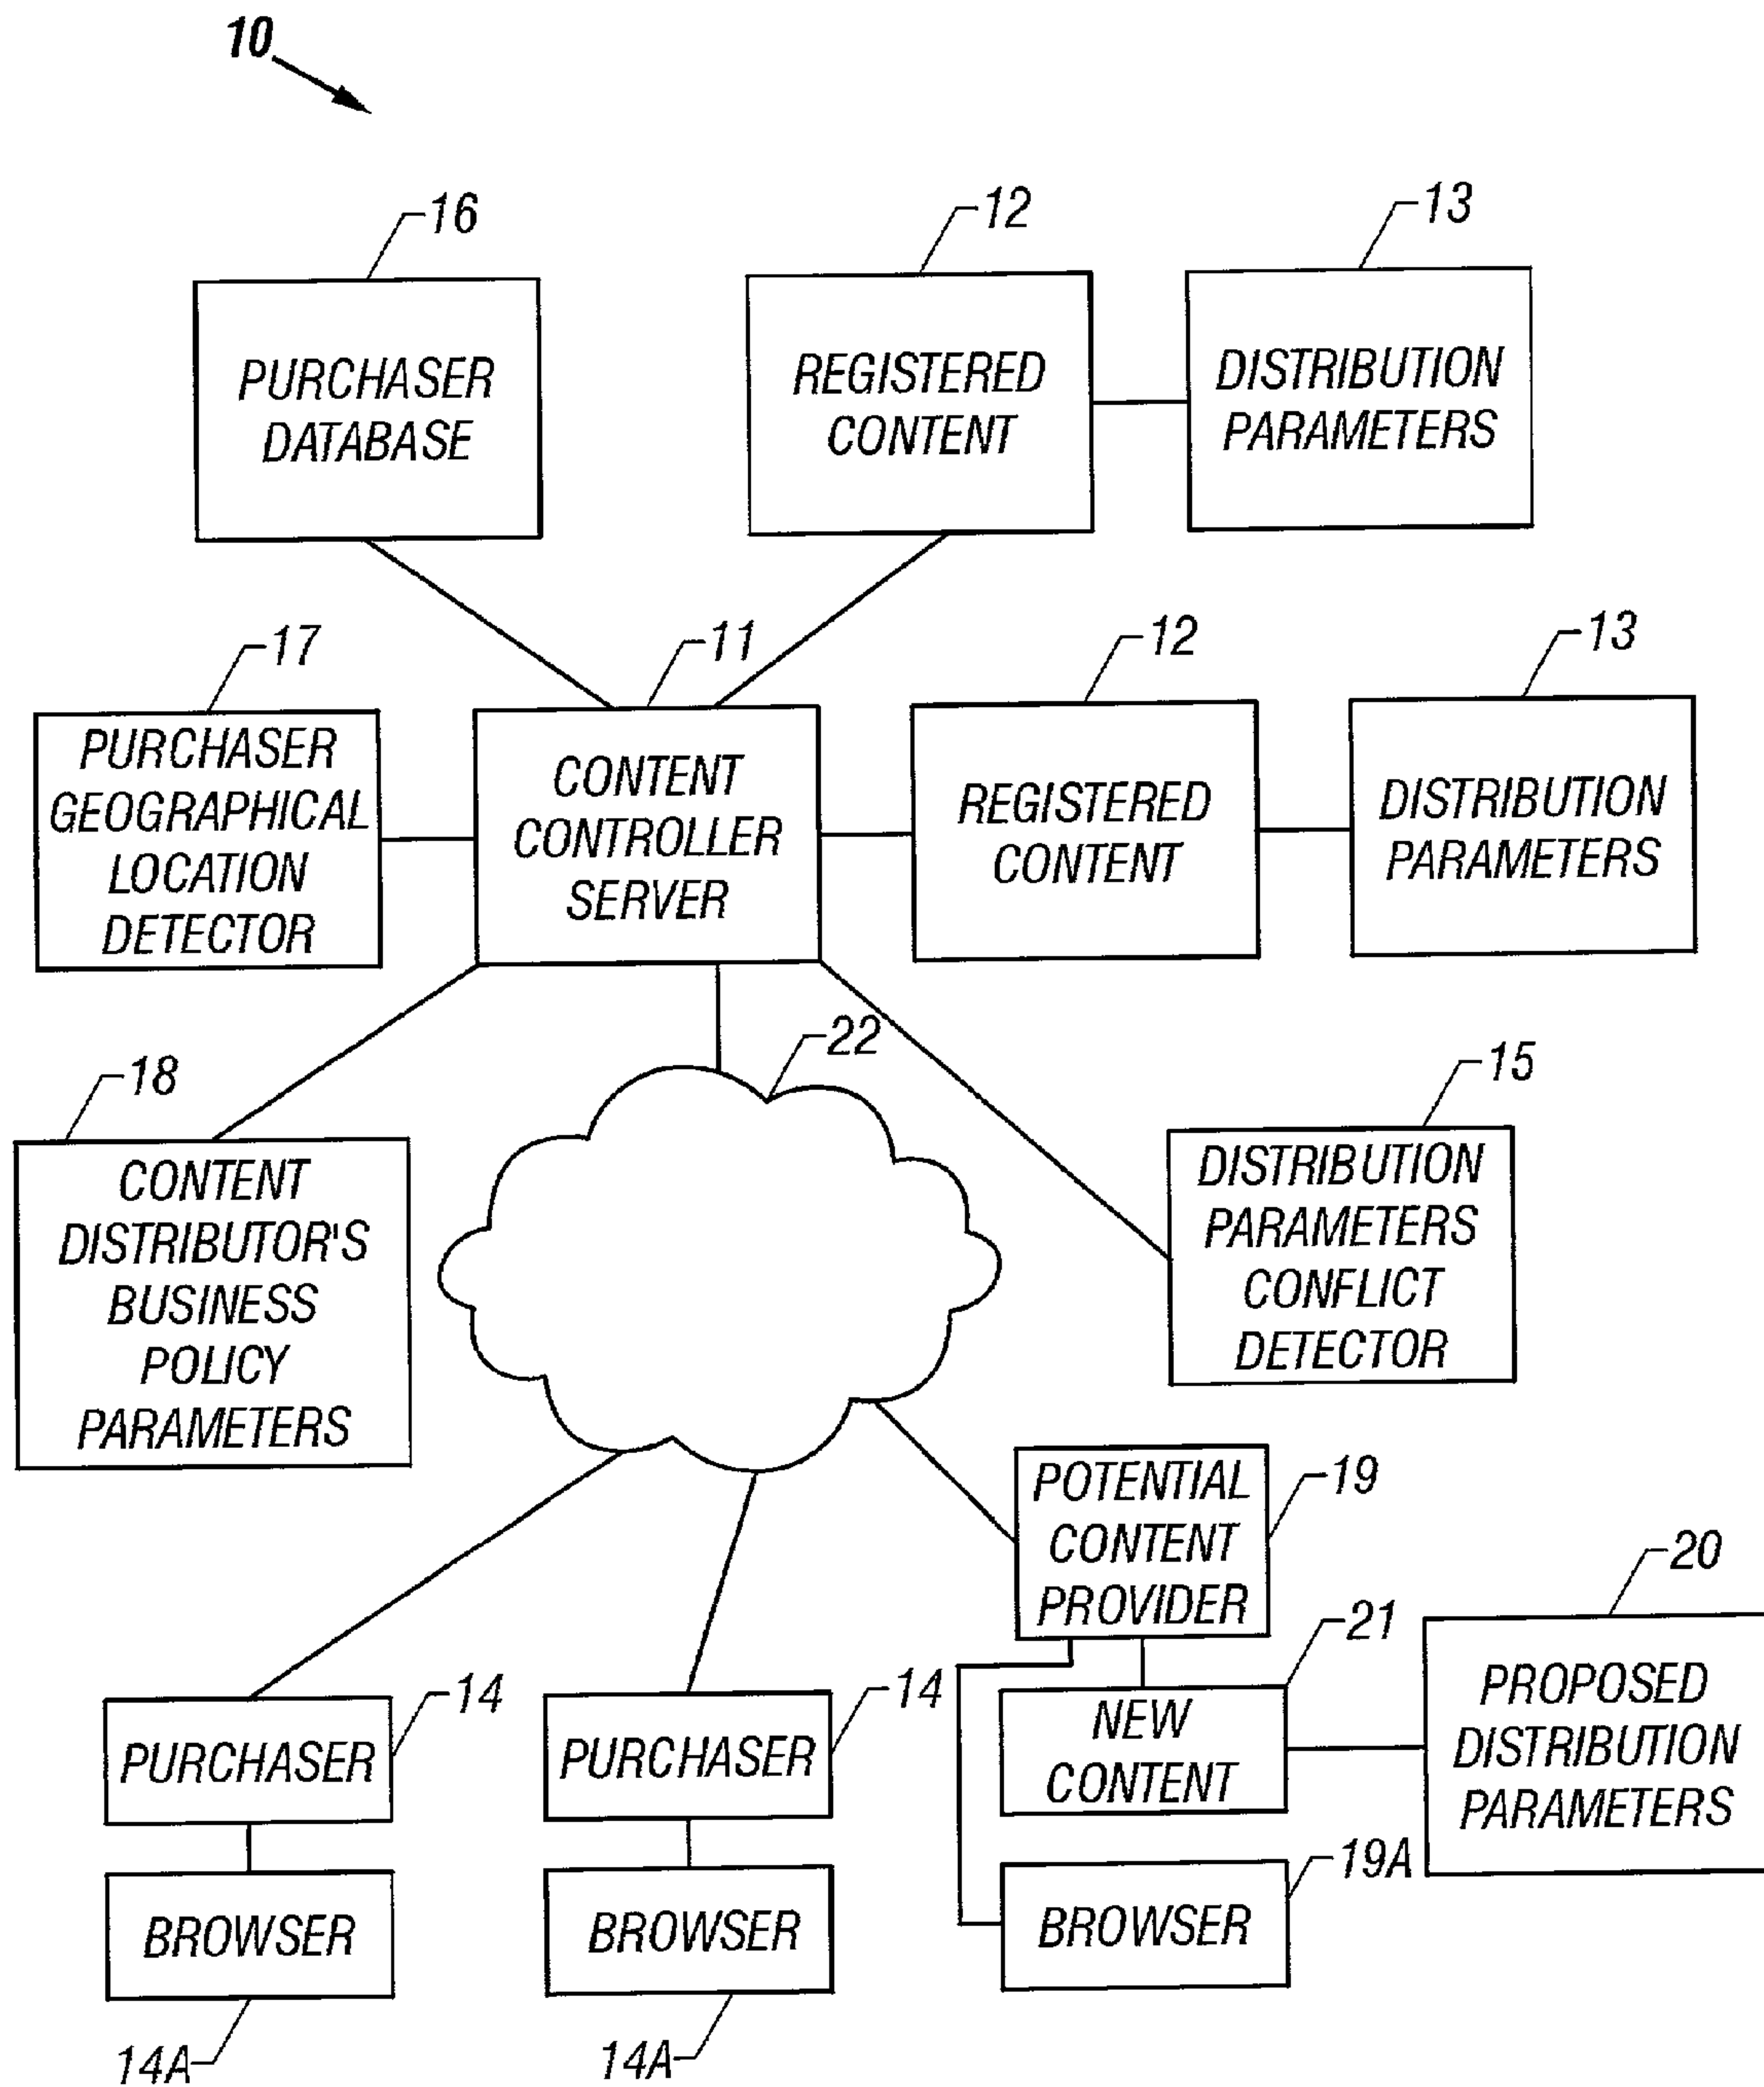 10
16
12
13
PURCHASER
DATABASE
REGISTERED
CONTENT
DISTRIBUTION
PARAMETERS
17
11
12
13
PURCHASER
GEOGRAPHICAL
LOCATION
DETECTOR
CONTENT
CONTROLLER
SERVER
REGISTERED
CONTENT
DISTRIBUTION
PARAMETERS
18
22
15
CONTENT
DISTRIBUTOR'S
BUSINESS
POLICY
PARAMETERS
DISTRIBUTION
PARAMETERS
CONFLICT
DETECTOR
POTENTIAL
CONTENT
PROVIDER
19
20
14
14
21
PURCHASER
PURCHASER
NEW
CONTENT
PROPOSED
DISTRIBUTION
PARAMETERS
BROWSER
BROWSER
BROWSER
19A
14A
14A